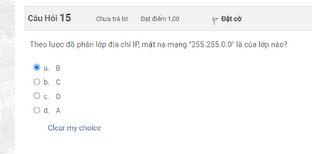 Câu Hỏi 15 Chưa trả lời Đạt điểm 1,00 Đặt cờ
Theo lược đồ phân lớp địa chỉ IP, mặt nạ mạng "255.255.0.0" là của lớp nào?
a. B
b. C
c. D
d. A
Clear my choice